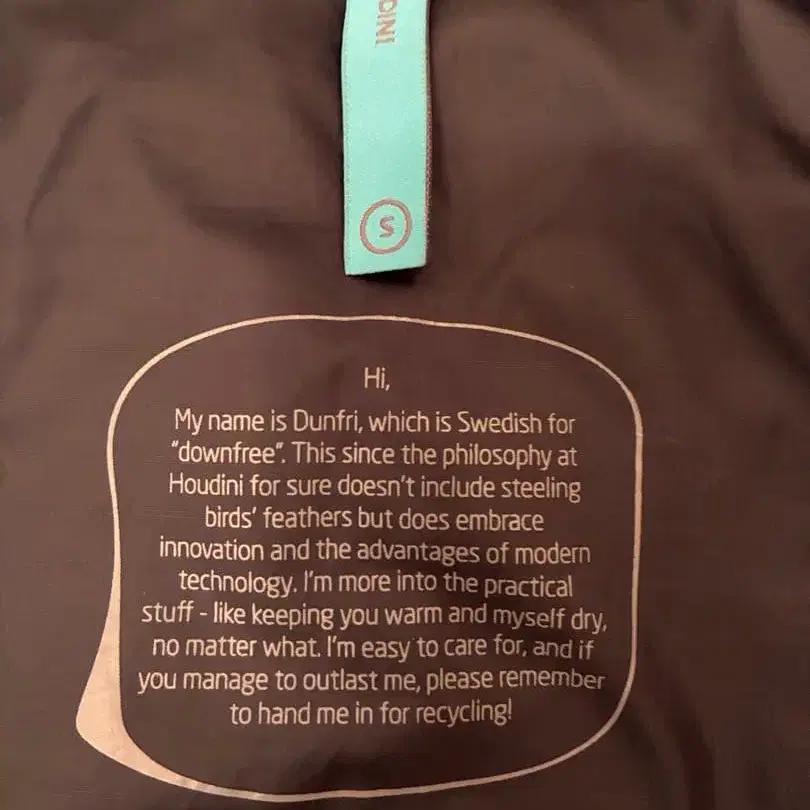 DINI
S
Hi,
My name is Dunfri, which is Swedish for
"downfree". This since the philosophy at
Houdini for sure doesn't include steeling
birds' feathers but does embrace
innovation and the advantages of modern
technology. I'm more into the practical
stuff - like keeping you warm and myself dry,
no matter what. I'm easy to care for, and if
you manage to outlast me, please remember
to hand me in for recycling!